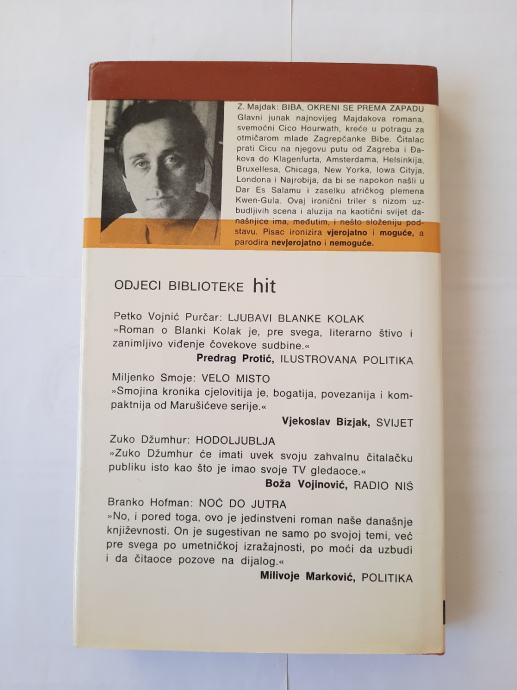 Z. Majdak: BIBA, OKRENI SE PREMA ZAPADU
Glavni junak najnovijeg Majdakova romana,
svemoćni Cico Hourwath, kreće u potragu za
otmičarom mlade Zagrepčanke Bibe. Čitalac
prati Cicu na njegovu putu od Zagreba i Đa-
kova do Klagenfurta, Amsterdama, Helsinkija,
Bruxellesa, Chicaga, New Yorka, Iowa Cityja,
Londona i Najrobija, da bi se napokon našli u
Dar Es Salamu i zaselku afričkog plemena
Kwen-Gula. Ovaj ironični triler s nizom uz-
budljivih scena i aluzija na kaotični svijet da-
našnjice ima, međutim, i nešto složeniju pod-
stavu. Pisac ironizira vjerojatno i moguće, a
parodira nevjerojatno i nemoguće.
ODJECI BIBLIOTEKE hit
Petko Vojnić Purčar: LJUBAVI BLANKE KOLAK
»Roman o Blanki Kolak je, pre svega, literarno štivo i
zanimljivo viđenje čovekove sudbine.«
Predrag Protić, ILUSTROVANA POLITIKA
Miljenko Smoje: VELO MISTO
»Smojina kronika cjelovitija je, bogatija, povezanija i kom-
paktnija od Marušićeve serije.«
Vjekoslav Bizjak, SVIJET
Zuko Džumhur: HODOLJUBLJA
»Zuko Džumhur će imati uvek svoju zahvalnu čitalačku
publiku isto kao što je imao svoje TV gledaoce.«
Boža Vojinović, RADIO NIŠ
Branko Hofman: NOĆ DO JUTRA
»No, i pored toga, ovo je jedinstveni roman naše današnje
književnosti. On je sugestivan ne samo po svojoj temi, već
pre svega po umetničkoj izražajnosti, po moći da uzbudi
i da čitaoce pozove na dijalog.«
Milivoje Marković, POLITIKA